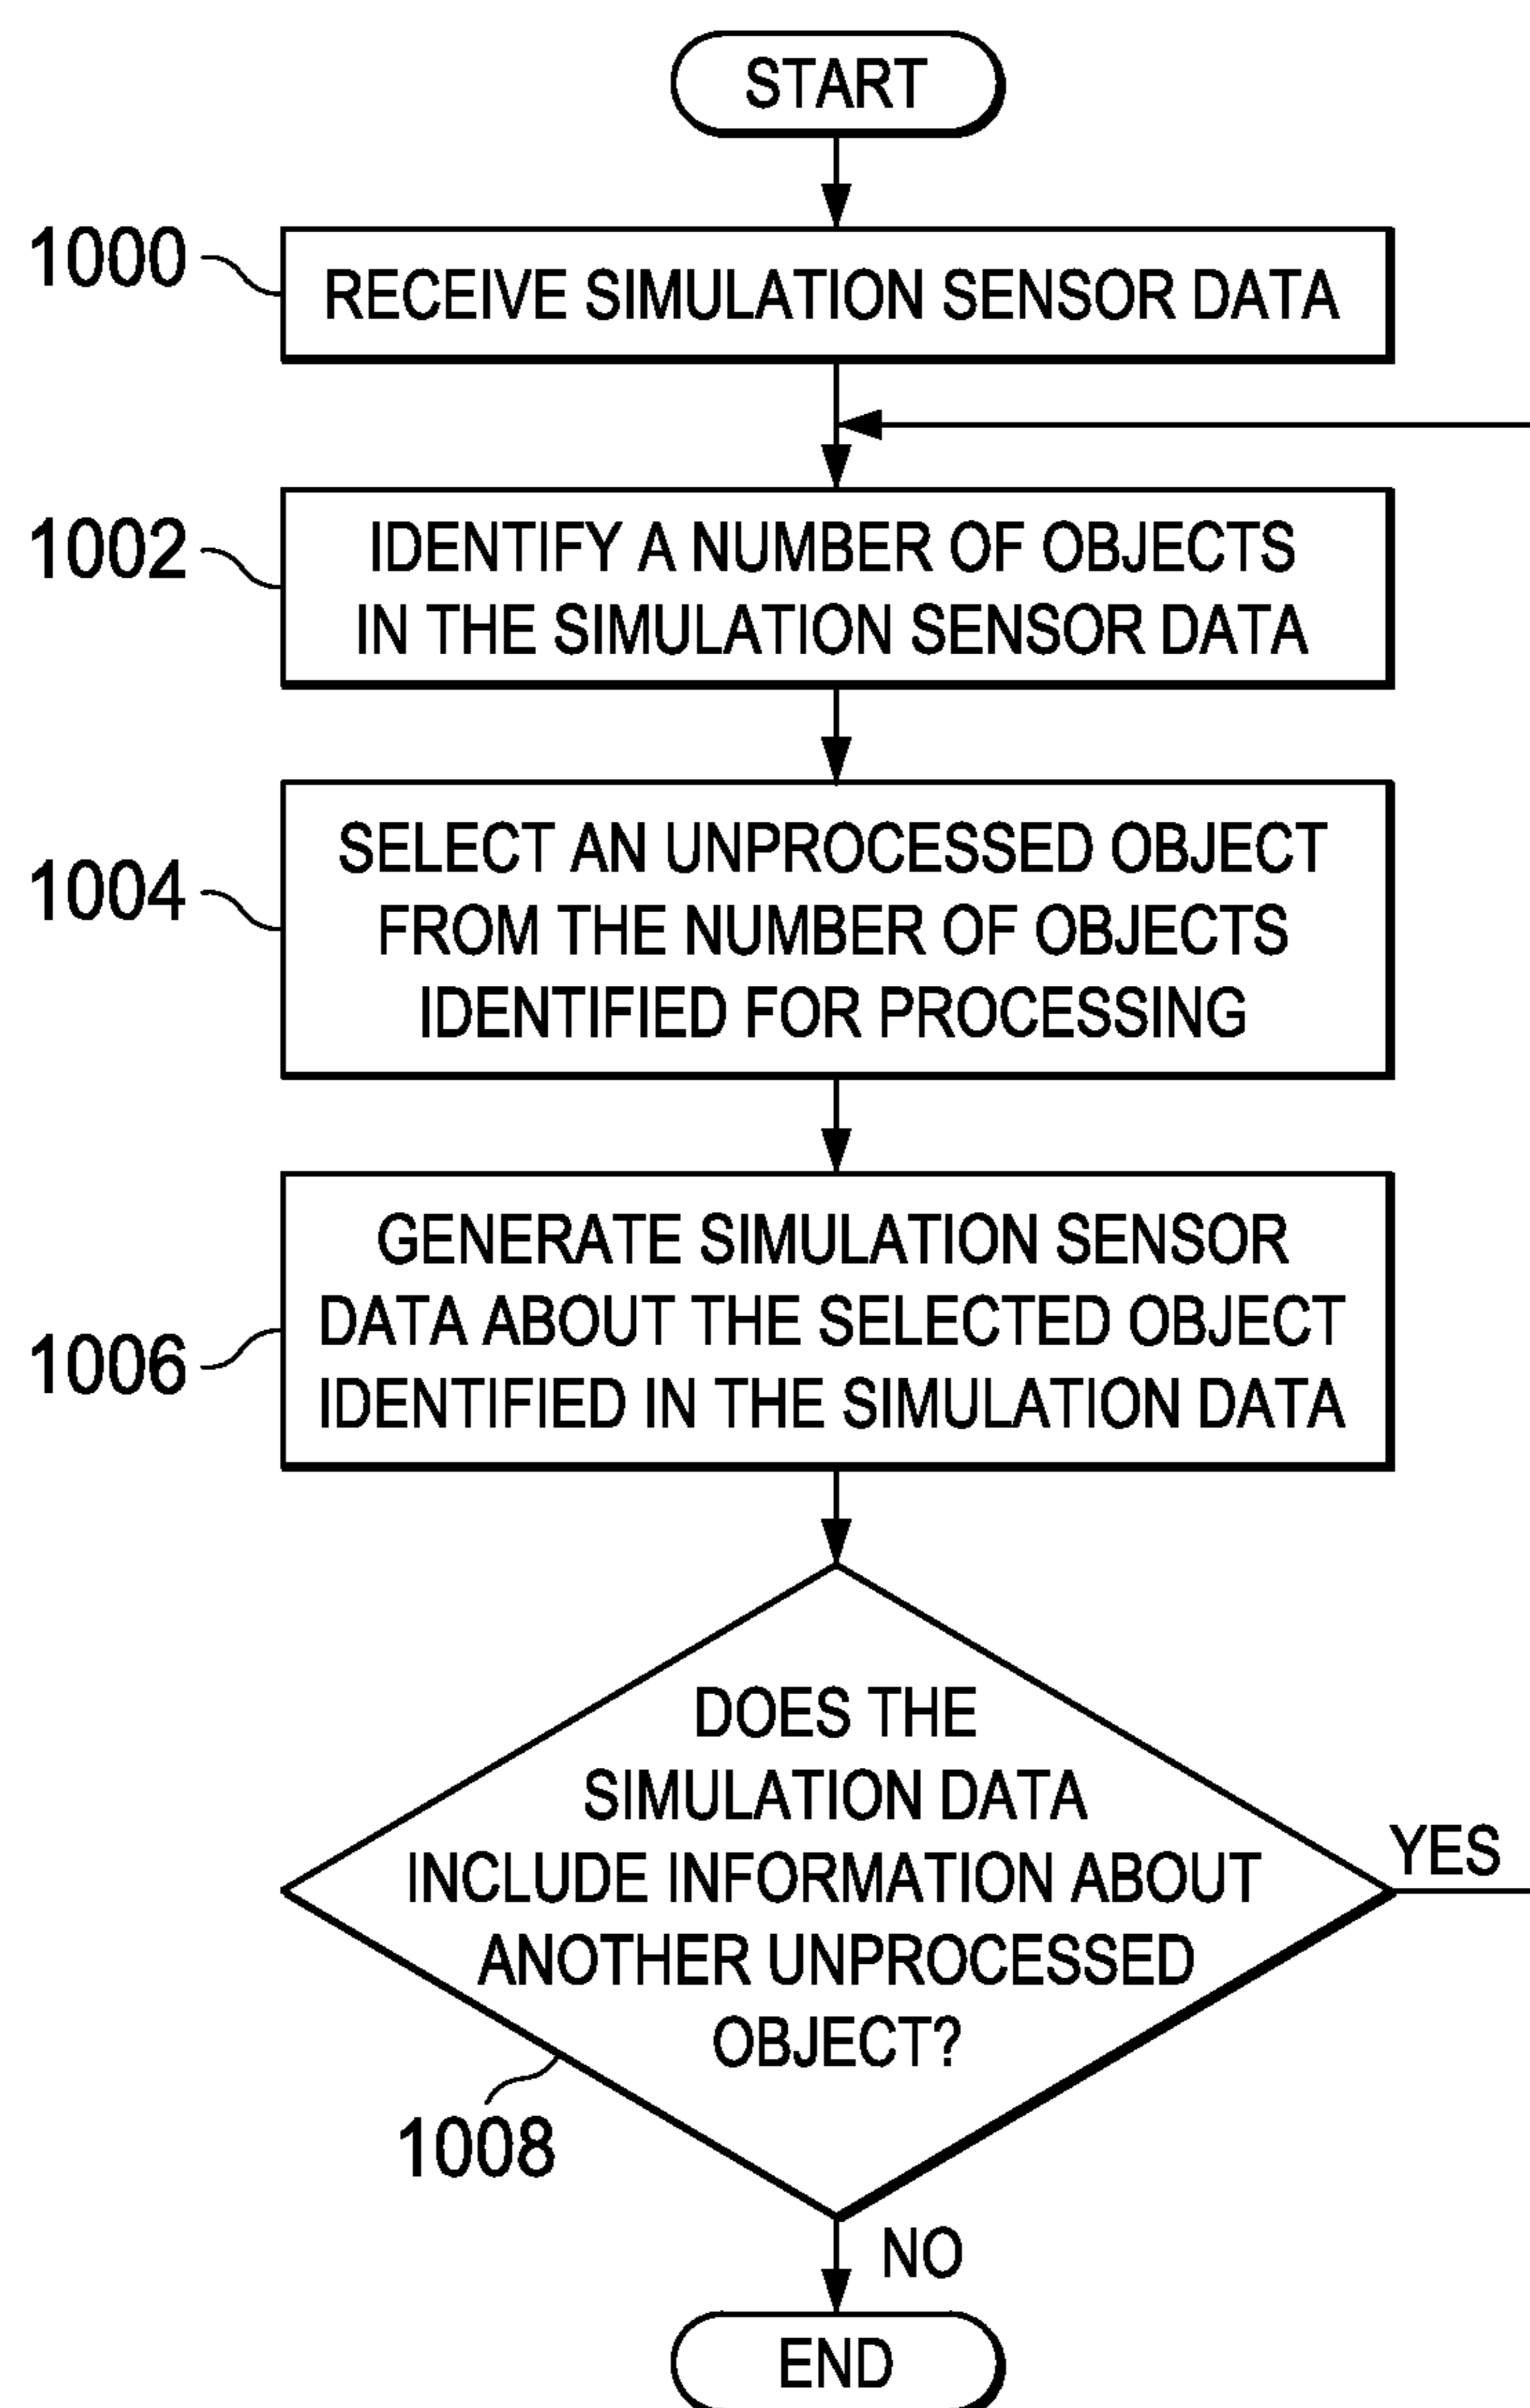 START
1000
RECEIVE SIMULATION SENSOR DATA
1002
IDENTIFY A NUMBER OF OBJECTS
IN THE SIMULATION SENSOR DATA
1004
SELECT AN UNPROCESSED OBJECT
FROM THE NUMBER OF OBJECTS
IDENTIFIED FOR PROCESSING
1006
GENERATE SIMULATION SENSOR
DATA ABOUT THE SELECTED OBJECT
IDENTIFIED IN THE SIMULATION DATA
DOES THE
SIMULATION DATA
INCLUDE INFORMATION ABOUT
ANOTHER UNPROCESSED
OBJECT?
YES
1008
NO
END